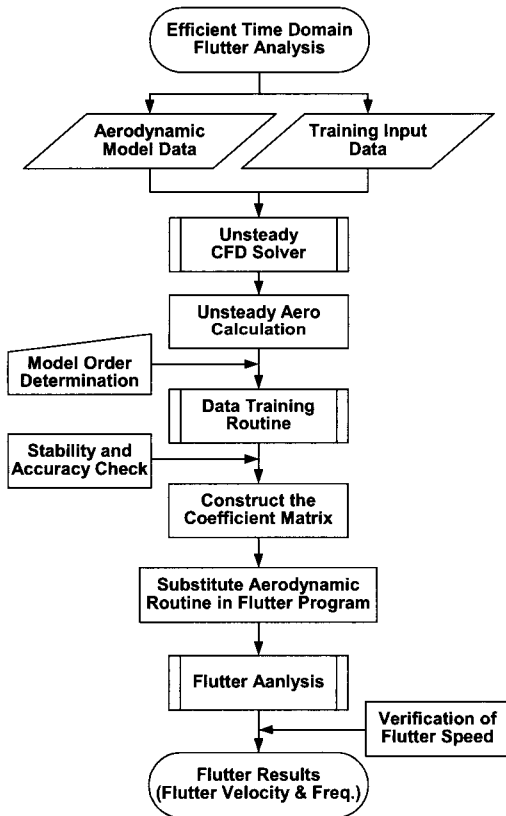 Efficient Time Domain
Flutter Analysis
Aerodynamic
Model Data
Training Input
Data
Unsteady
CFD Solver
Unsteady Aero
Calculation
Model Order
Determination
Data Training
Routine
Stability and
Accuracy Check
Construct the
Coefficient Matrix
Substitute Aerodynamic
Routine in Flutter Program
Flutter Aanlysis
Verification of
Flutter Speed
Flutter Results
(Flutter Velocity & Freq.)